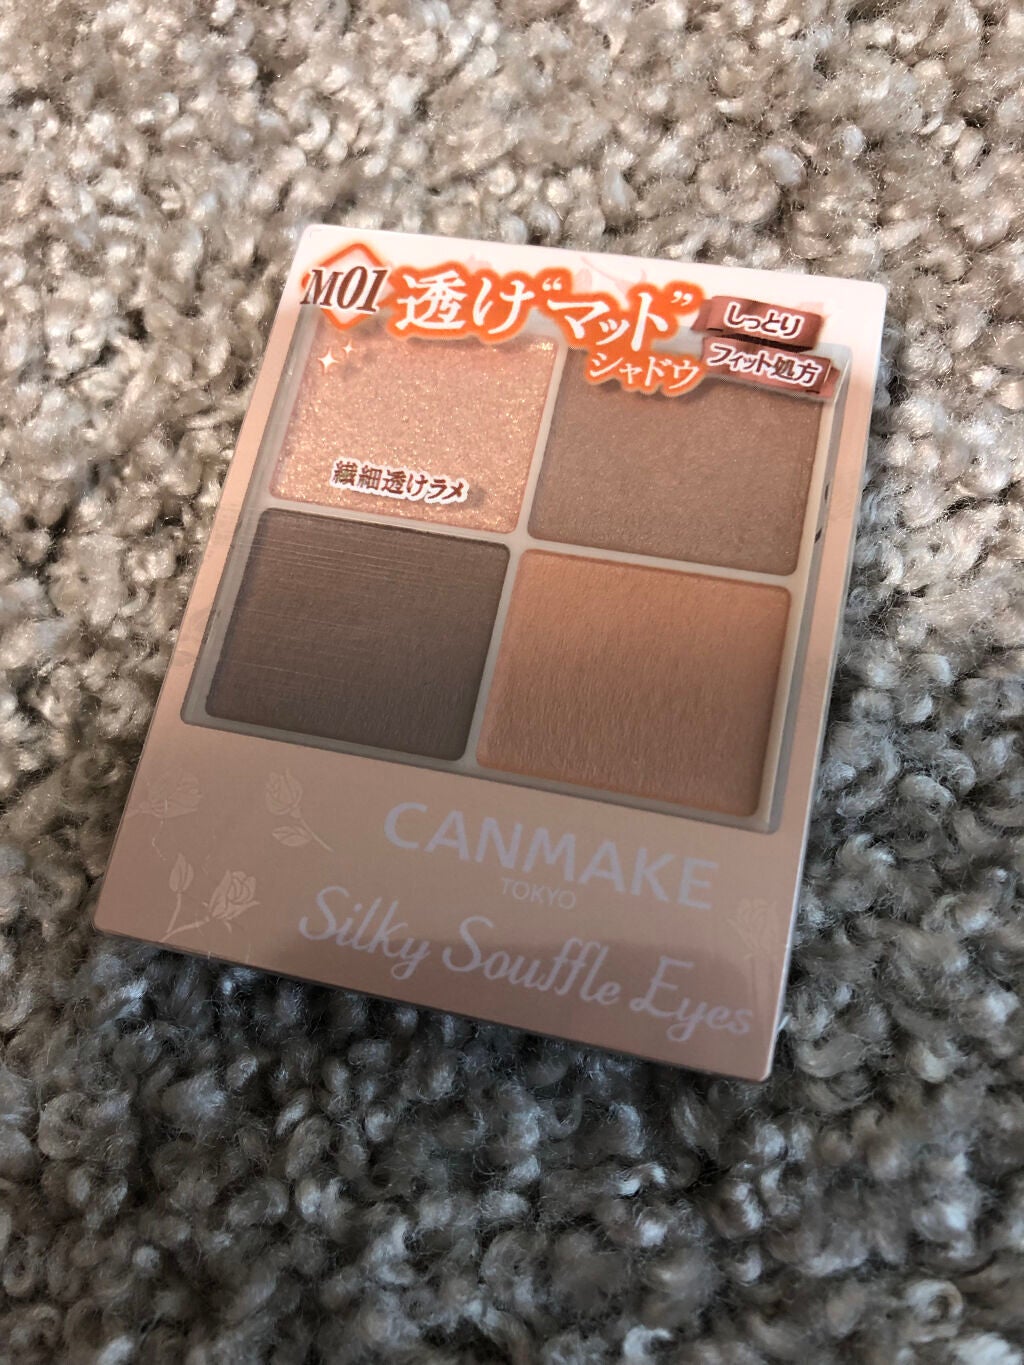 M01
透け“マット”
シャドウ
しっとり
フィット処方
繊細透けラメ
CANMAKE
TOKYO
Silky Souffle Eyes